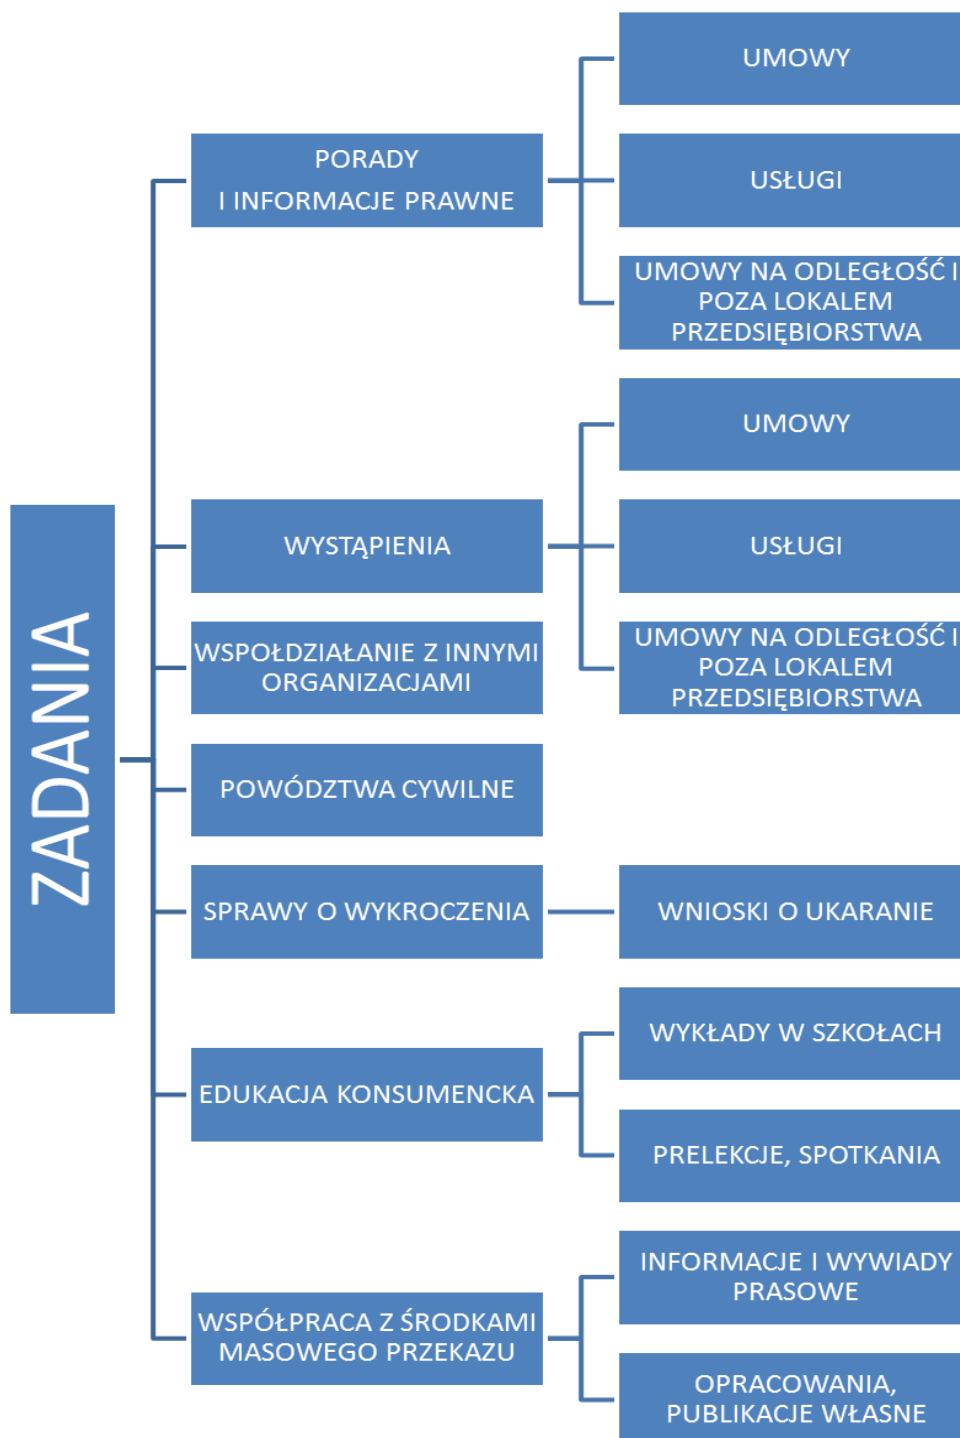 ZADANIA
PORADY
I INFORMACJE PRAWNE
UMOWY
USŁUGI
UMOWY NA ODLEGŁOŚĆ I
POZA LOKALEM
PRZEDSIĘBIORSTWA
WYSTĄPIENIA
UMOWY
USŁUGI
UMOWY NA ODLEGŁOŚĆ I
POZA LOKALEM
PRZEDSIĘBIORSTWA
WSPOŁDZIAŁANIE Z INNYMI
ORGANIZACJAMI
POWÓDZTWA CYWILNE
SPRAWY O WYKROCZENIA
WNIOSKI O UKARANIE
EDUKACJA KONSUMENCKA
WYKŁADY W SZKOŁACH
PRELEKCJE, SPOTKANIA
WSPÓŁPRACA Z ŚRODKAMI
MASOWEGO PRZEKAZU
INFORMACJE I WYWIADY
PRASOWE
OPRACOWANIA,
PUBLIKACJE WŁASNE